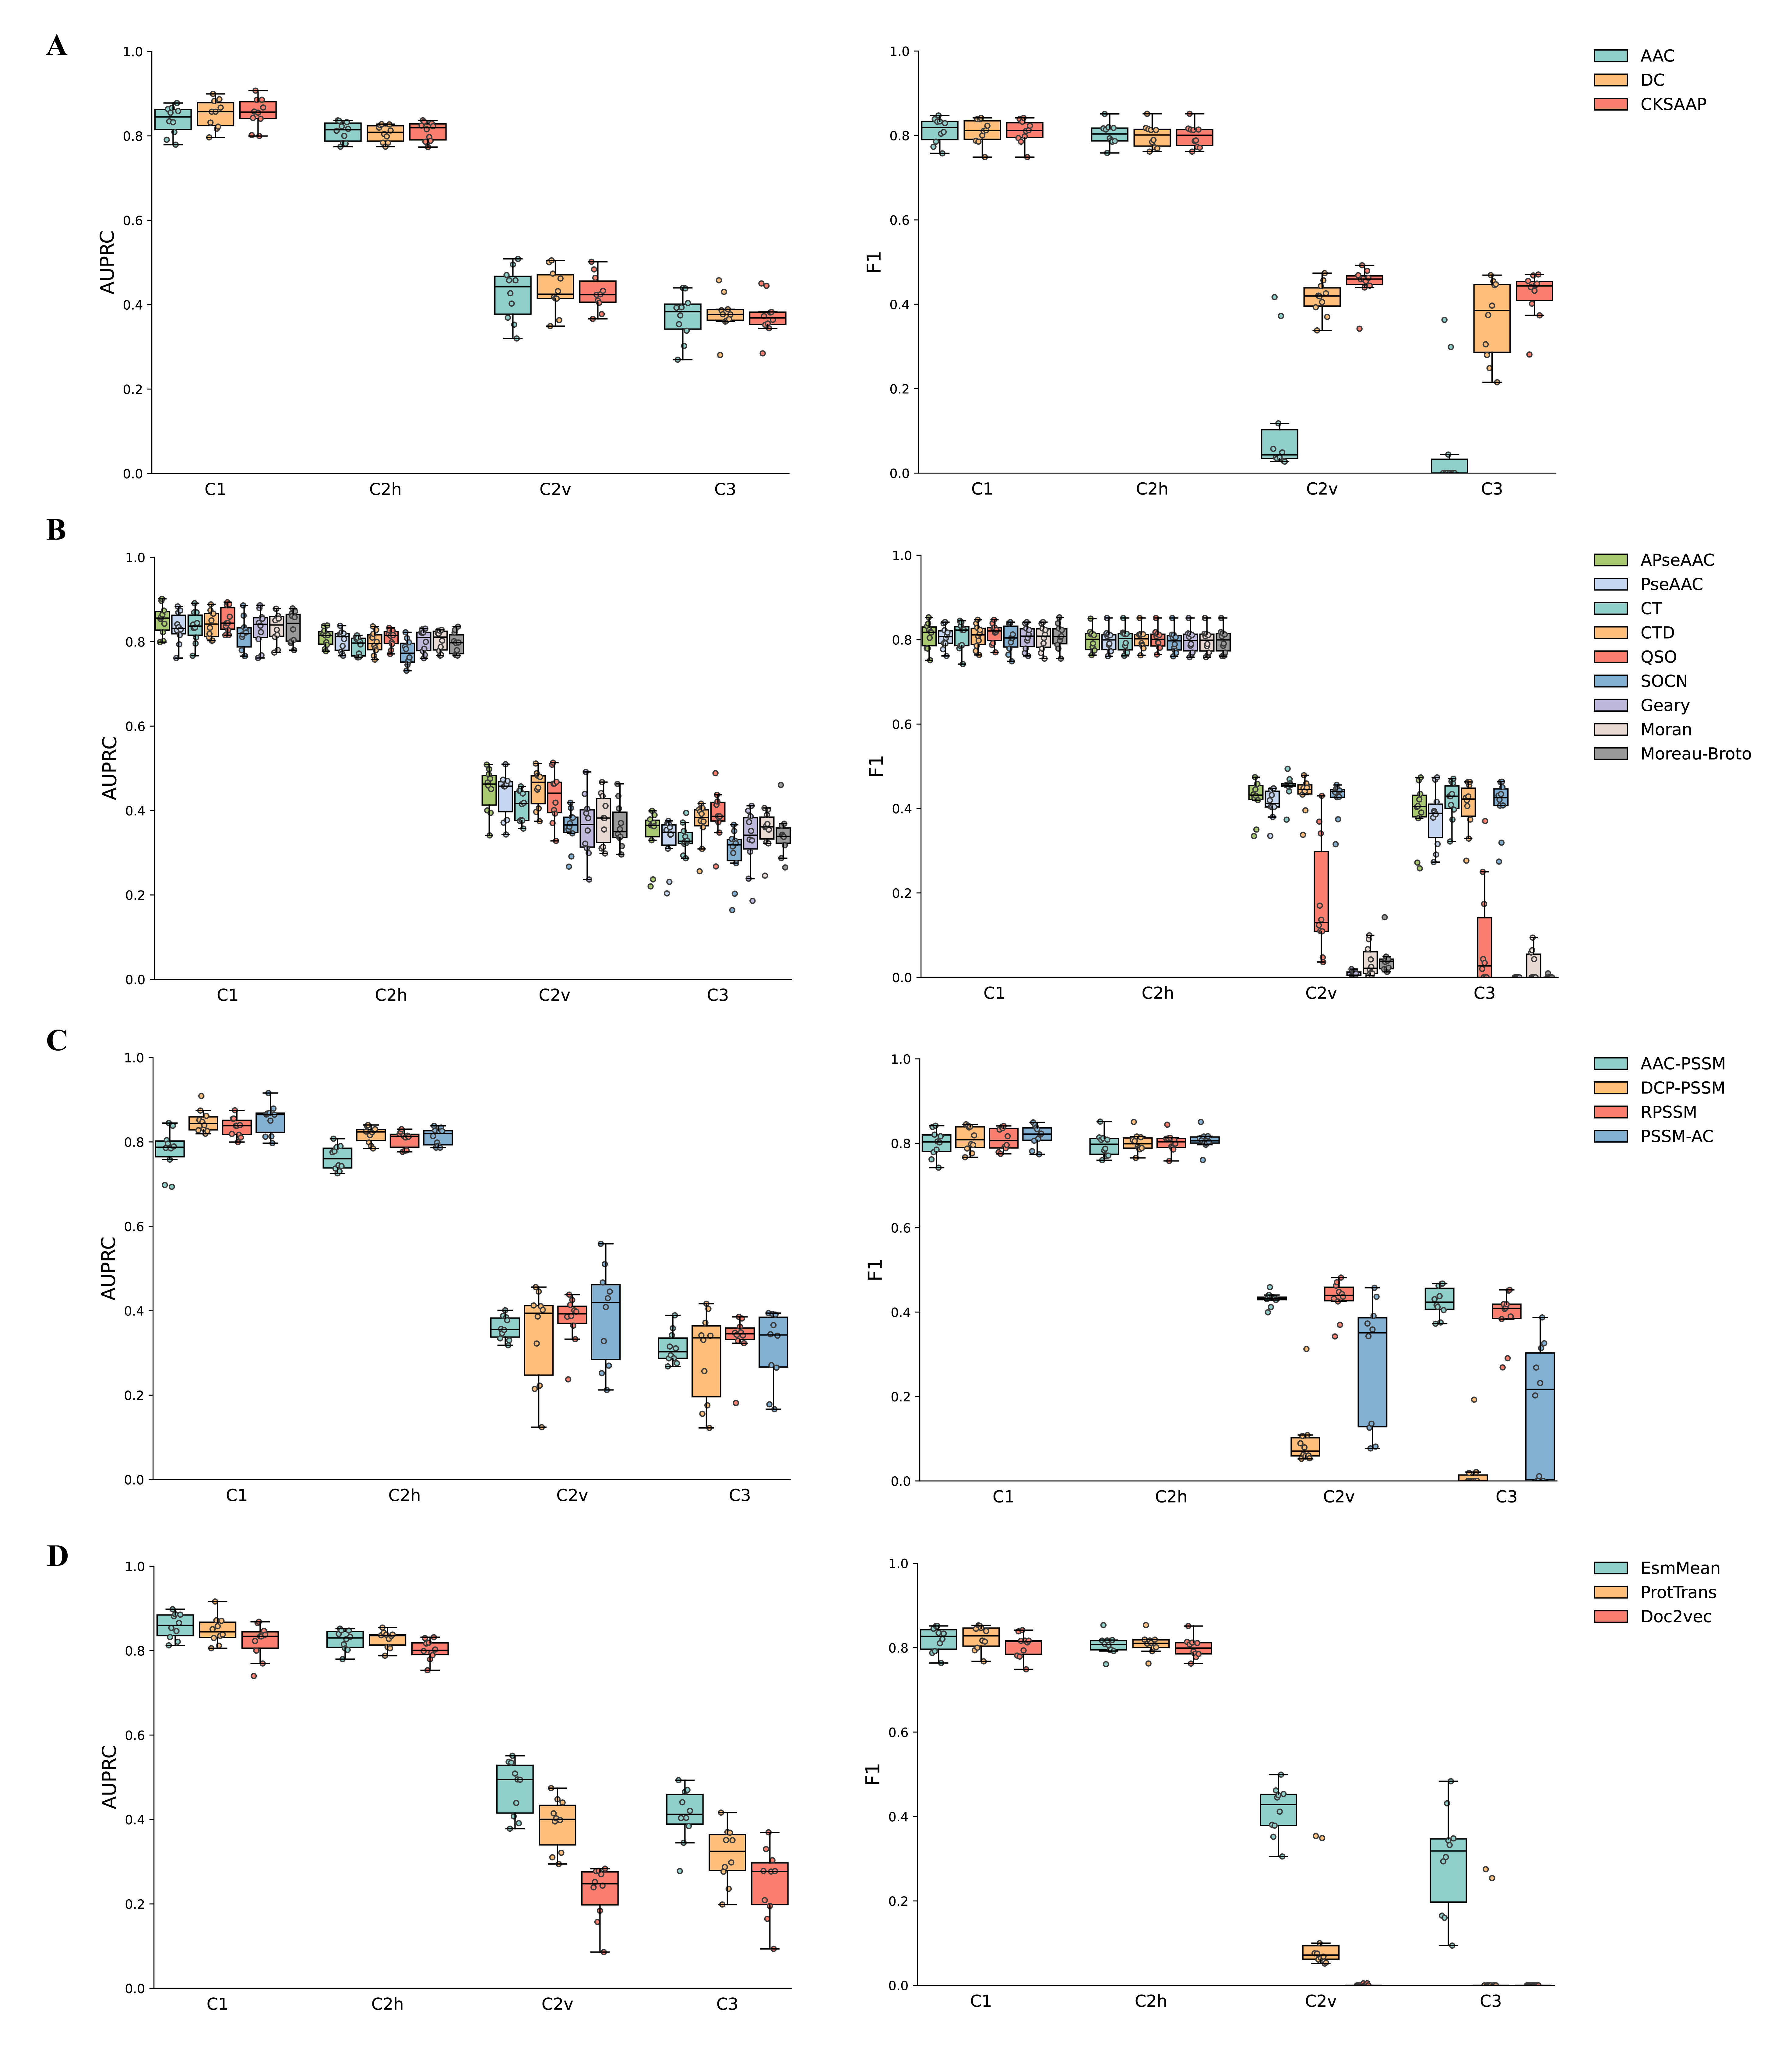 A
1.0
0.8
0.6
0.4
0.2
0.0
AUPRC
C1 C2h C2v C3
1.0
0.8
0.6
0.4
0.2
0.0
F1
C1 C2h C2v C3
AAC
DC
CKSAAP
B
1.0
0.8
0.6
0.4
0.2
0.0
AUPRC
C1 C2h C2v C3
1.0
0.8
0.6
0.4
0.2
0.0
F1
C1 C2h C2v C3
APseAAC
PseAAC
CT
CTD
QSO
SOCN
Geary
Moran
Moreau-Broto
C
1.0
0.8
0.6
0.4
0.2
0.0
AUPRC
C1 C2h C2v C3
1.0
0.8
0.6
0.4
0.2
0.0
F1
C1 C2h C2v C3
AAC-PSSM
DCP-PSSM
RPSSM
PSSM-AC
D
1.0
0.8
0.6
0.4
0.2
0.0
AUPRC
C1 C2h C2v C3
1.0
0.8
0.6
0.4
0.2
0.0
F1
C1 C2h C2v C3
EsmMean
ProtTrans
Doc2vec